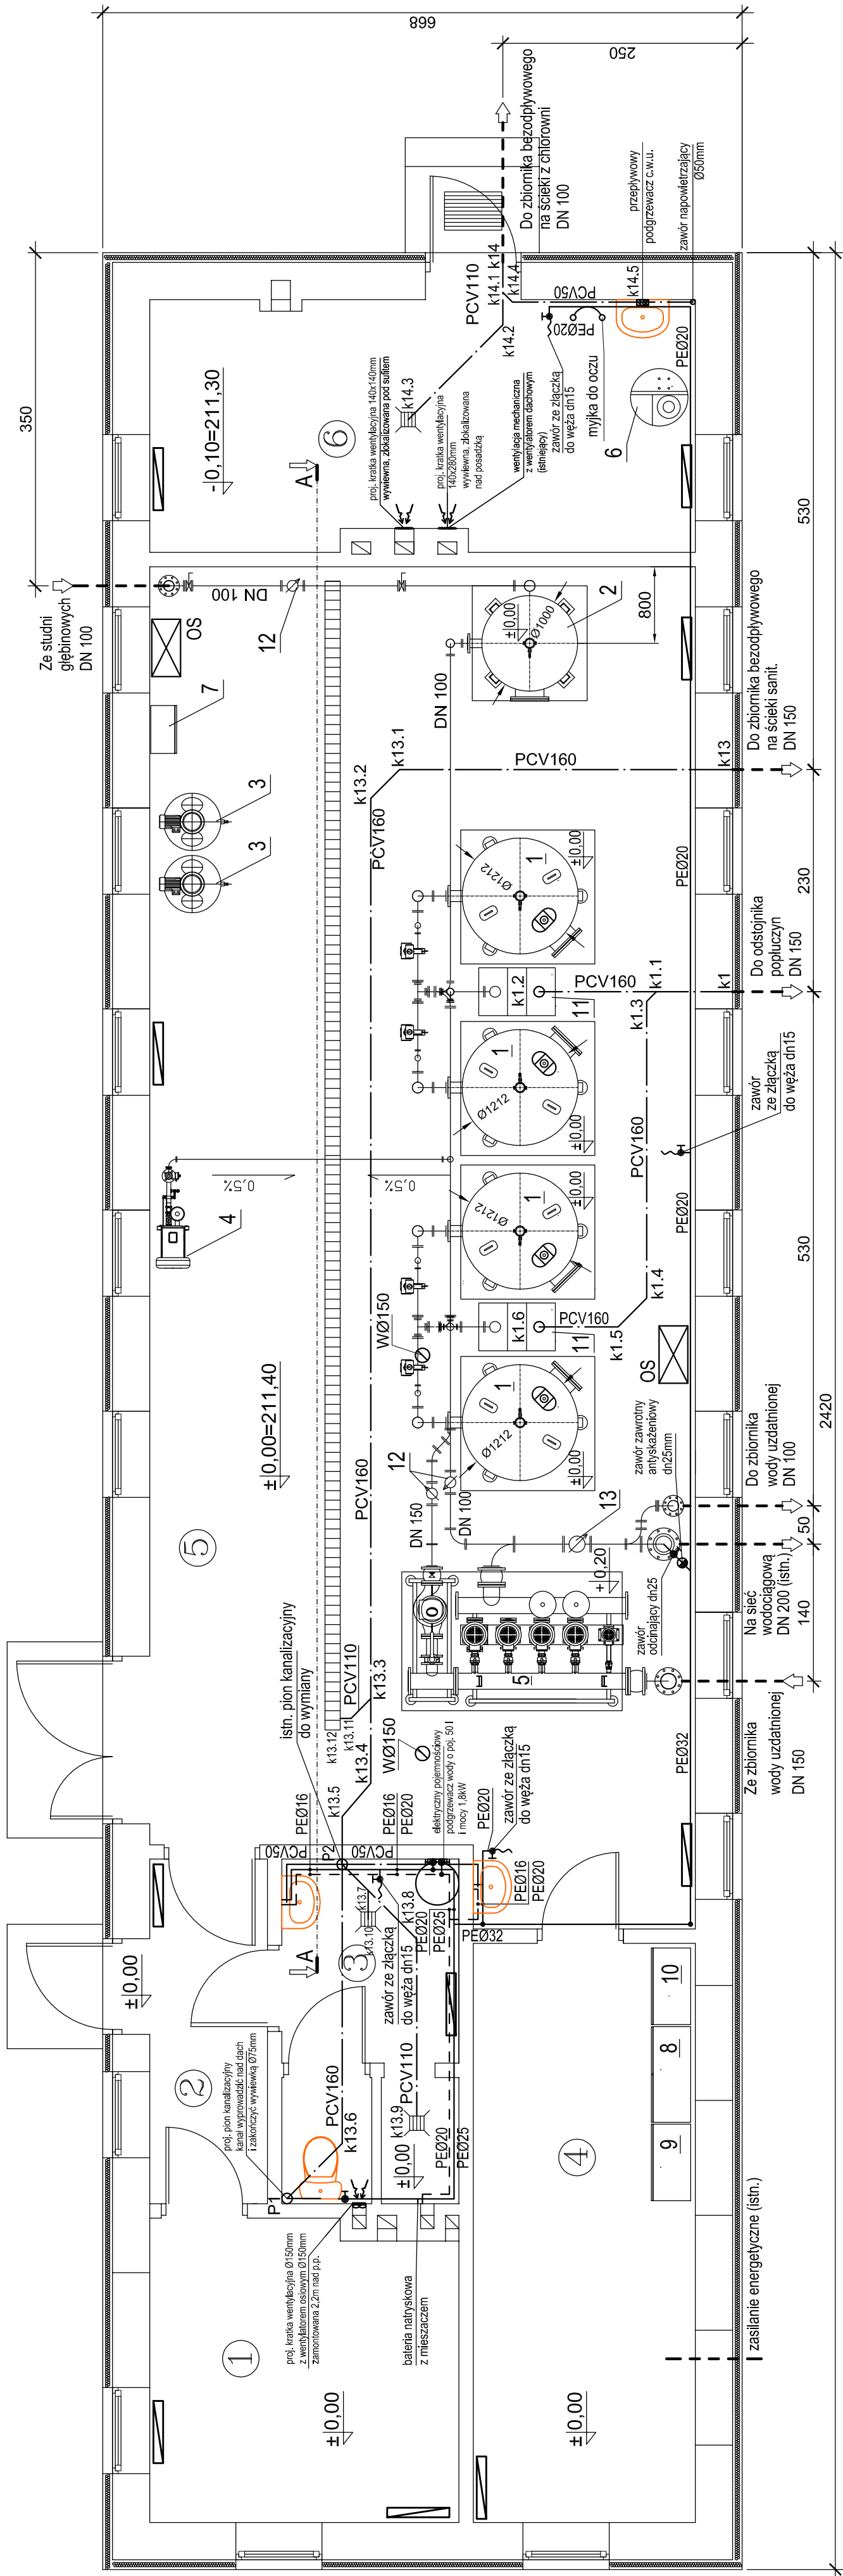 668
250
350
Do zbiornika bezodpływowego
na ścieki z chlorowni
DN 100
przepływowy
podgrzewacz c.w.u.
zawór napowietrzający
Ø50mm
PCV110
k14.1
k14
k14.4
k14.2
k14.3
k14.5
PCV50
PEØ20
PEØ20
-0,10=211,30
6
A
proj. kratka wentylacyjna 140x140mm
wywiewna, zlokalizowana pod sufitem
proj. kratka wentylacyjna
140x280mm
wywiewna, zlokalizowana
nad posadzką
wentylacja mechaniczna
z wentylatorem dachowym
(istniejący)
zawór ze złączką
do węża dn15
myjka do oczu
6
530
Ze studni
głębinowych
DN 100
DN 100
OS
12
7
2
±0,00
Ø1000
800
DN 100
k13.1
k13.2
PCV160
PCV160
k13
Do zbiornika bezodpływowego
na ścieki sanit.
DN 150
3
3
1
Ø1212
±0,00
PEØ20
230
k1.2
11
PCV160
k1.1
k1
k1.3
Do odstojnika
popłuczyn
DN 150
1
Ø1212
±0,00
PCV160
zawór
ze złączką
do węża dn15
0,5%
0,5%
4
PEØ20
1
Ø1212
±0,00
k1.4
530
k1.6
11
PCV160
k1.5
WØ150
OS
±0,00=211,40
1
Ø1212
±0,00
2420
PCV160
12
DN 150
DN 100
zawór zawrotny
antyskażeniowy
dn25mm
Do zbiornika
wody uzdatnionej
DN 100
50
5
13
+0,20
zawór
odcinający dn25
Na sieć
wodociągową
DN 200 (istn.)
140
5
istn. pion kanalizacyjny
do wymiany
PCV110
k13.3
k13.11
k13.12
k13.4
WØ150
k13.5
Ze zbiornika
wody uzdatnionej
DN 150
PEØ32
elektryczny pojemnościowy
podgrzewacz wody o poj. 50 l
i mocy 1,8kW
zawór ze złączką
do węża dn15
PEØ16
PEØ16
PEØ20
PEØ20
PCV50
P2
PCV50
PEØ16
PEØ20
k13.7
k13.10
k13.8
3
zawór ze złączką
do węża dn15
PEØ20
PEØ25
PEØ32
A
±0,00
2
proj. pion kanalizacyjny
kanał wyprowadzić nad dach
i zakończyć wywiewką Ø75mm
PCV160
k13.6
PCV110
k13.9
±0,00
PEØ20
PEØ25
P1
10
8
9
4
proj. kratka wentylacyjna Ø150mm
z wentylatorem osiowym Ø150mm
zamontowana 2,2m nad p.p.
bateria natryskowa
z mieszaczem
1
±0,00
±0,00
zasilanie energetyczne (istn.)